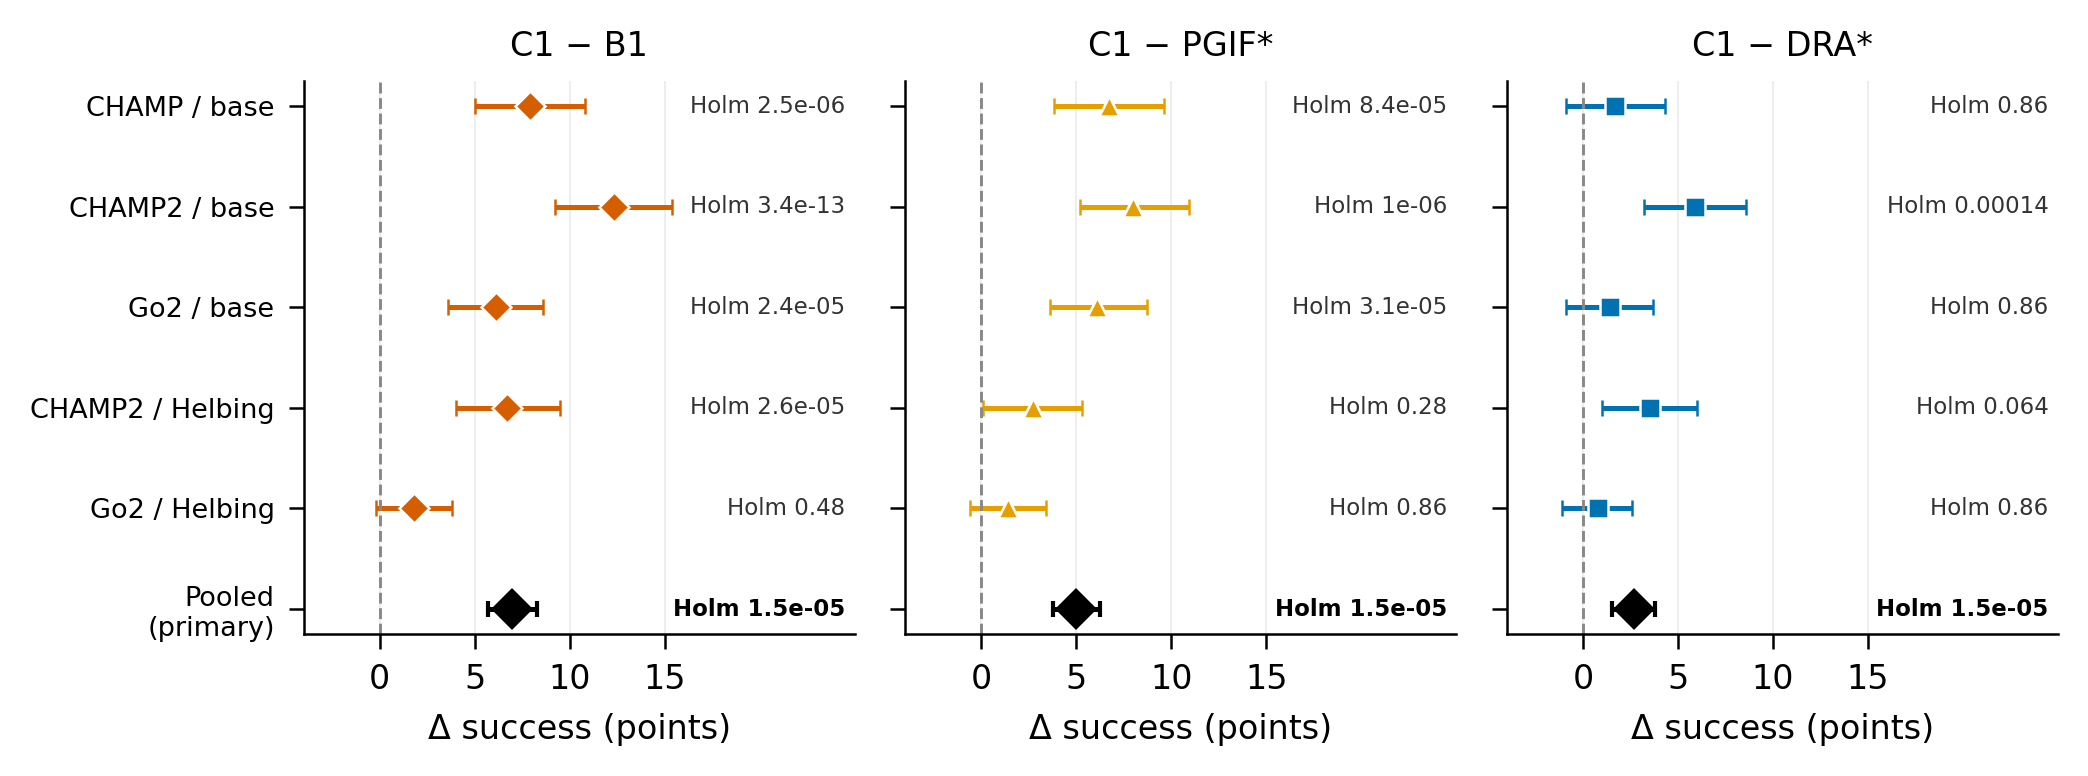 C1 − B1
C1 − PGIF*
C1 − DRA*
CHAMP / base
Holm 2.5e-06
Holm 8.4e-05
Holm 0.86
CHAMP2 / base
Holm 3.4e-13
Holm 1e-06
Holm 0.00014
Go2 / base
Holm 2.4e-05
Holm 3.1e-05
Holm 0.86
CHAMP2 / Helbing
Holm 2.6e-05
Holm 0.28
Holm 0.064
Go2 / Helbing
Holm 0.48
Holm 0.86
Holm 0.86
Pooled
(primary)
Holm 1.5e-05
Holm 1.5e-05
Holm 1.5e-05
0 5 10 15
0 5 10 15
0 5 10 15
Δ success (points)
Δ success (points)
Δ success (points)